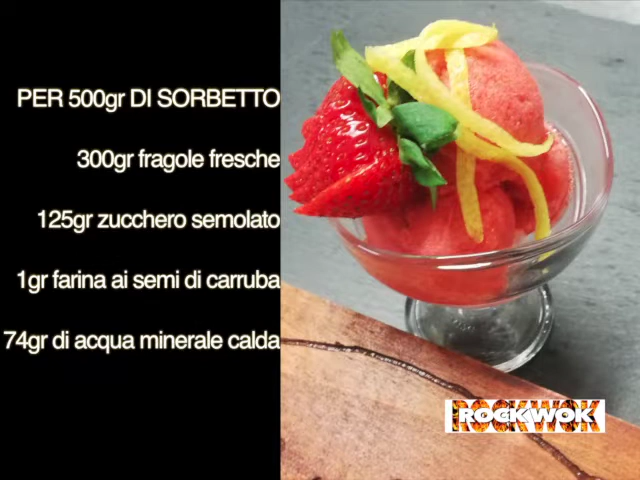 PER 500gr DI SORBETTO
300gr fragole fresche
125gr zucchero semolato
1gr farina ai semi di carruba
74gr di acqua minerale calda
ROCKWOK